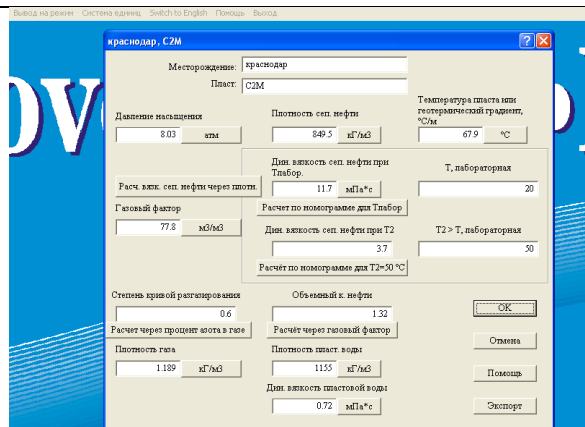 Вывод на режим Система единиц Switch to English Помощь Выход
краснодар, С2М
Месторождение: краснодар
Пласт: С2М
Давление насыщения
8.03 атм
Плотность сеп. нефти
849.5 кГ/м3
Температура пласта или
геотермический градиент,
°С/м
67.9 °С
Расч. вязк. сеп. нефти через плотн.
Дин. вязкость сеп. нефти при
Тлабор.
11.7 мПа*с
Т, лабораторная
20
Расчет по номограмме для Тлабор
Газовый фактор
77.8 м3/м3
Дин. вязкость сеп. нефти при Т2
3.7
Т2 > Т, лабораторная
50
Расчёт по номограмме для Т2=50 °С
Степень кривой разгазирования
0.6
Расчет через процент азота в газе
Объемный к. нефти
1.32
Расчёт через газовый фактор
Плотность газа
1.189 кГ/м3
Плотность пласт. воды
1155 кГ/м3
Дин. вязкость пластовой воды
0.72 мПа*с
OK
Отмена
Помощь
Экспорт